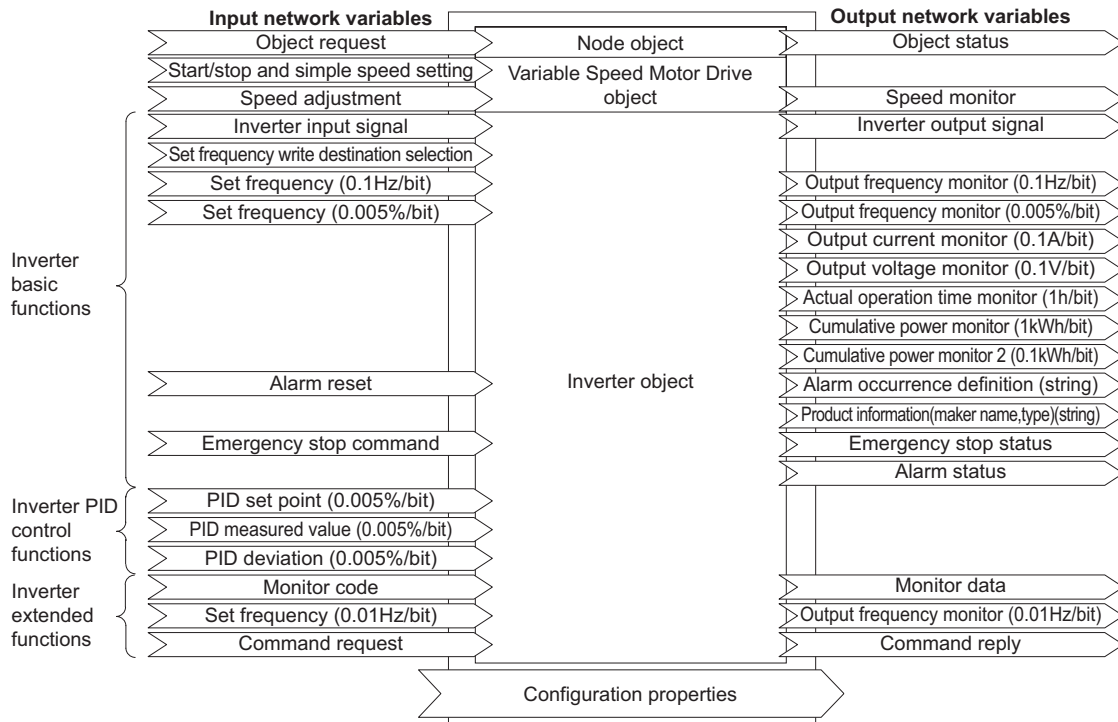 Input network variables
Output network variables
Object request
Node object
Object status
Start/stop and simple speed setting
Variable Speed Motor Drive
object
Speed adjustment
Speed monitor
Inverter input signal
Inverter output signal
Set frequency write destination selection
Set frequency (0.1Hz/bit)
Output frequency monitor (0.1Hz/bit)
Set frequency (0.005%/bit)
Output frequency monitor (0.005%/bit)
Output current monitor (0.1A/bit)
Inverter
basic
functions
Output voltage monitor (0.1V/bit)
Actual operation time monitor (1h/bit)
Cumulative power monitor (1kWh/bit)
Cumulative power monitor 2 (0.1kWh/bit)
Alarm reset
Inverter object
Alarm occurrence definition (string)
Product information(maker name,type)(string)
Emergency stop command
Emergency stop status
Alarm status
Inverter PID
control
functions
PID set point (0.005%/bit)
PID measured value (0.005%/bit)
PID deviation (0.005%/bit)
Inverter
extended
functions
Monitor code
Monitor data
Set frequency (0.01Hz/bit)
Output frequency monitor (0.01Hz/bit)
Command request
Command reply
Configuration properties